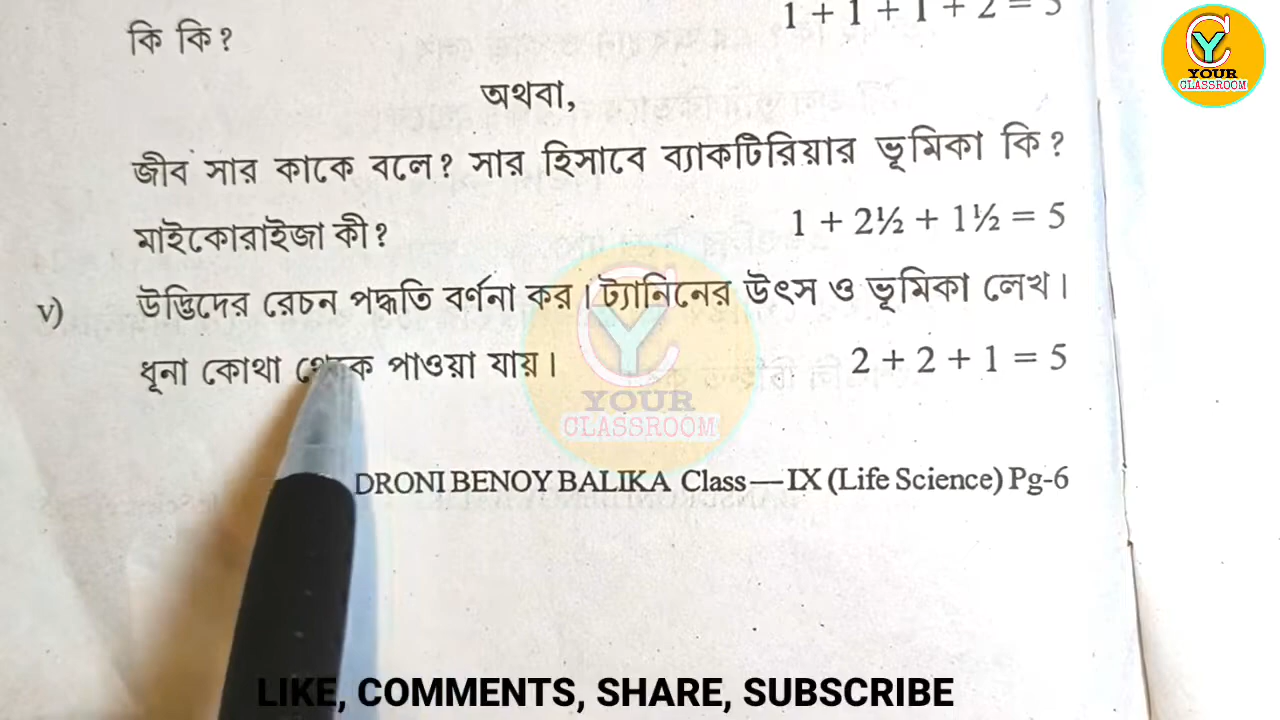 কি কি?
1 + 1 + 1 + 2 = 5
YOUR
CLASSROOM
অথবা,
জীব সার কাকে বলে? সার হিসাবে ব্যাকটিরিয়ার ভূমিকা কি?
মাইকোরাইজা কী?
1 + 2½ + 1½ = 5
v) উদ্ভিদের রেচন পদ্ধতি বর্ণনা কর। ট্যানিনের উৎস ও ভূমিকা লেখ।
ধূনা কোথা থেকে পাওয়া যায়।
2 + 2 + 1 = 5
YOUR
CLASSROOM
DRONI BENOY BALIKA Class—IX (Life Science) Pg-6
LIKE, COMMENTS, SHARE, SUBSCRIBE